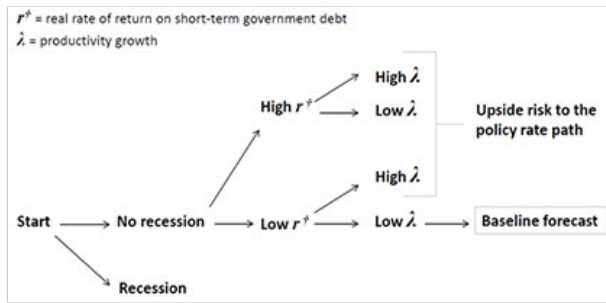 r† = real rate of return on short-term government debt
λ̂ = productivity growth
High λ̂
High r†
Low λ̂
Upside risk to the
policy rate path
High λ̂
Start
No recession
Low r†
Low λ̂
Baseline forecast
Recession